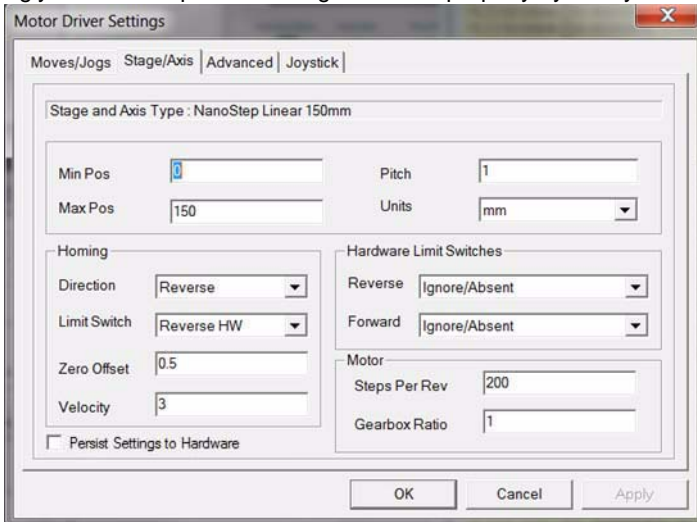 Motor Driver Settings
Moves/Jogs Stage/Axis Advanced Joystick
Stage and Axis Type : NanoStep Linear 150mm
Min Pos 0 Pitch 1
Max Pos 150 Units mm
Homing
Direction Reverse
Limit Switch Reverse HW
Zero Offset 0.5
Velocity 3
Persist Settings to Hardware
Hardware Limit Switches
Reverse Ignore/Absent
Forward Ignore/Absent
Motor
Steps Per Rev 200
Gearbox Ratio 1
OK Cancel Apply